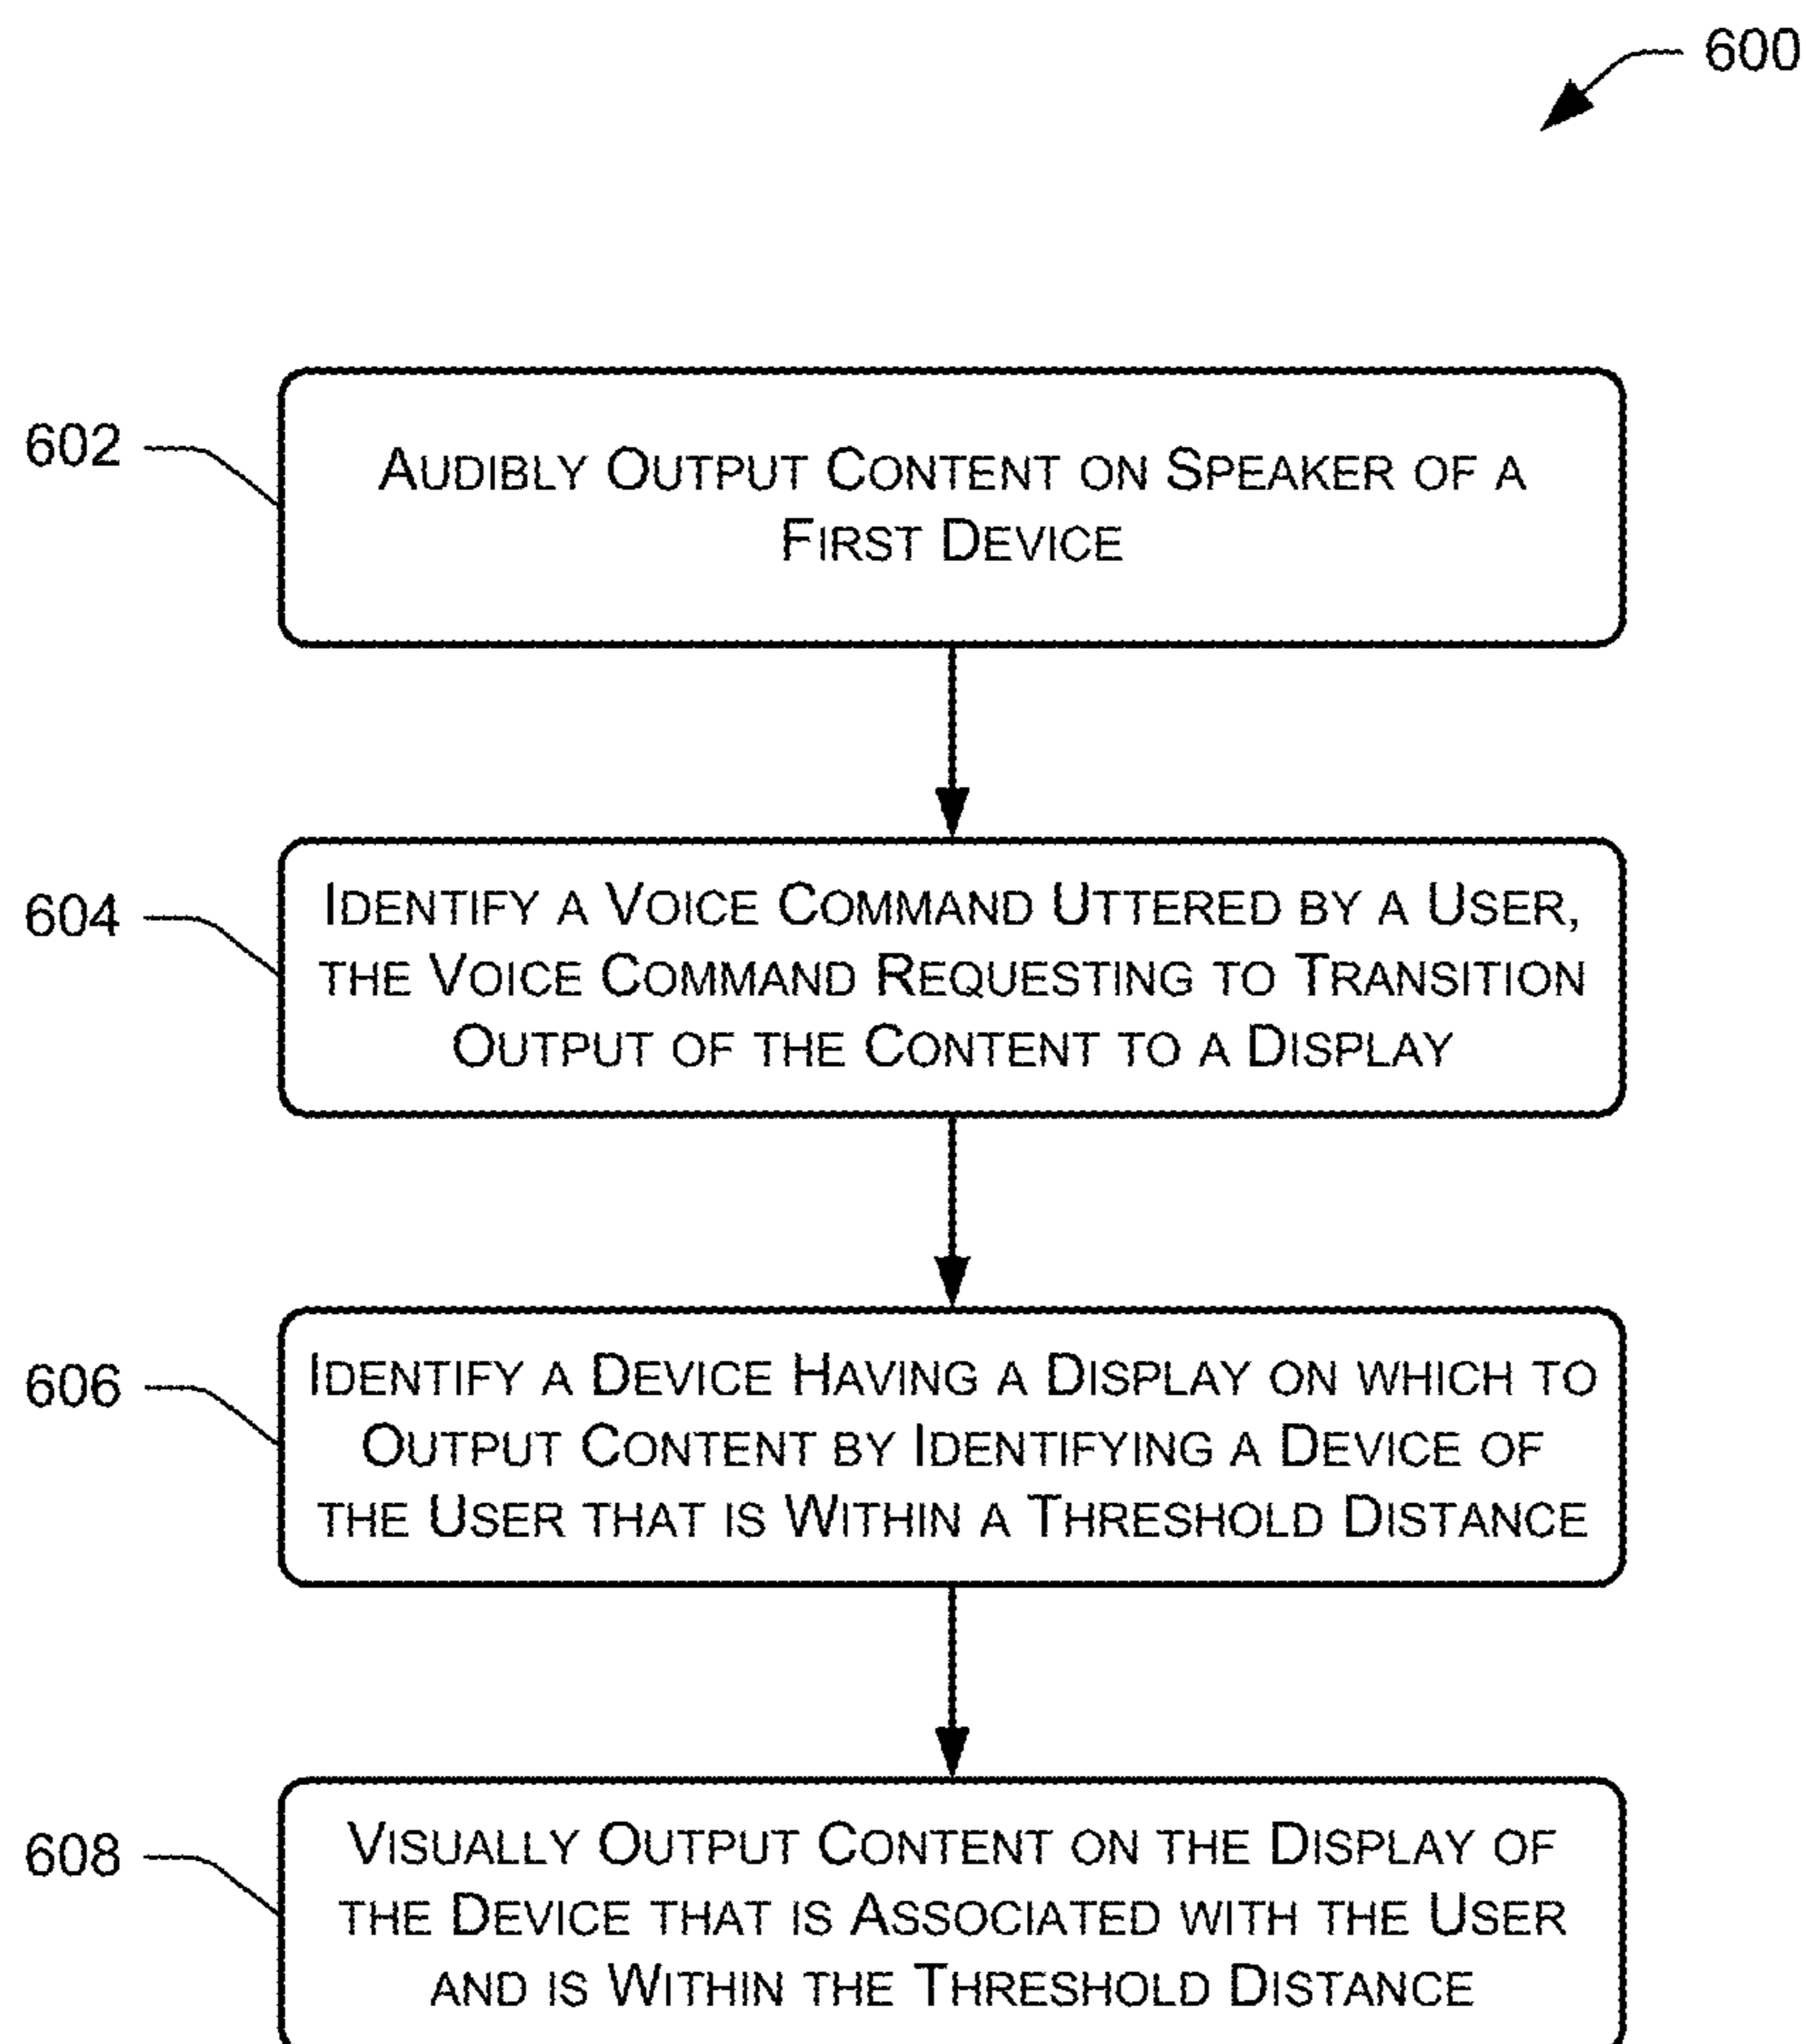 600
602
AUDIBLY OUTPUT CONTENT ON SPEAKER OF A
FIRST DEVICE
604
IDENTIFY A VOICE COMMAND UTTERED BY A USER,
THE VOICE COMMAND REQUESTING TO TRANSITION
OUTPUT OF THE CONTENT TO A DISPLAY
606
IDENTIFY A DEVICE HAVING A DISPLAY ON WHICH TO
OUTPUT CONTENT BY IDENTIFYING A DEVICE OF
THE USER THAT IS WITHIN A THRESHOLD DISTANCE
608
VISUALLY OUTPUT CONTENT ON THE DISPLAY OF
THE DEVICE THAT IS ASSOCIATED WITH THE USER
AND IS WITHIN THE THRESHOLD DISTANCE